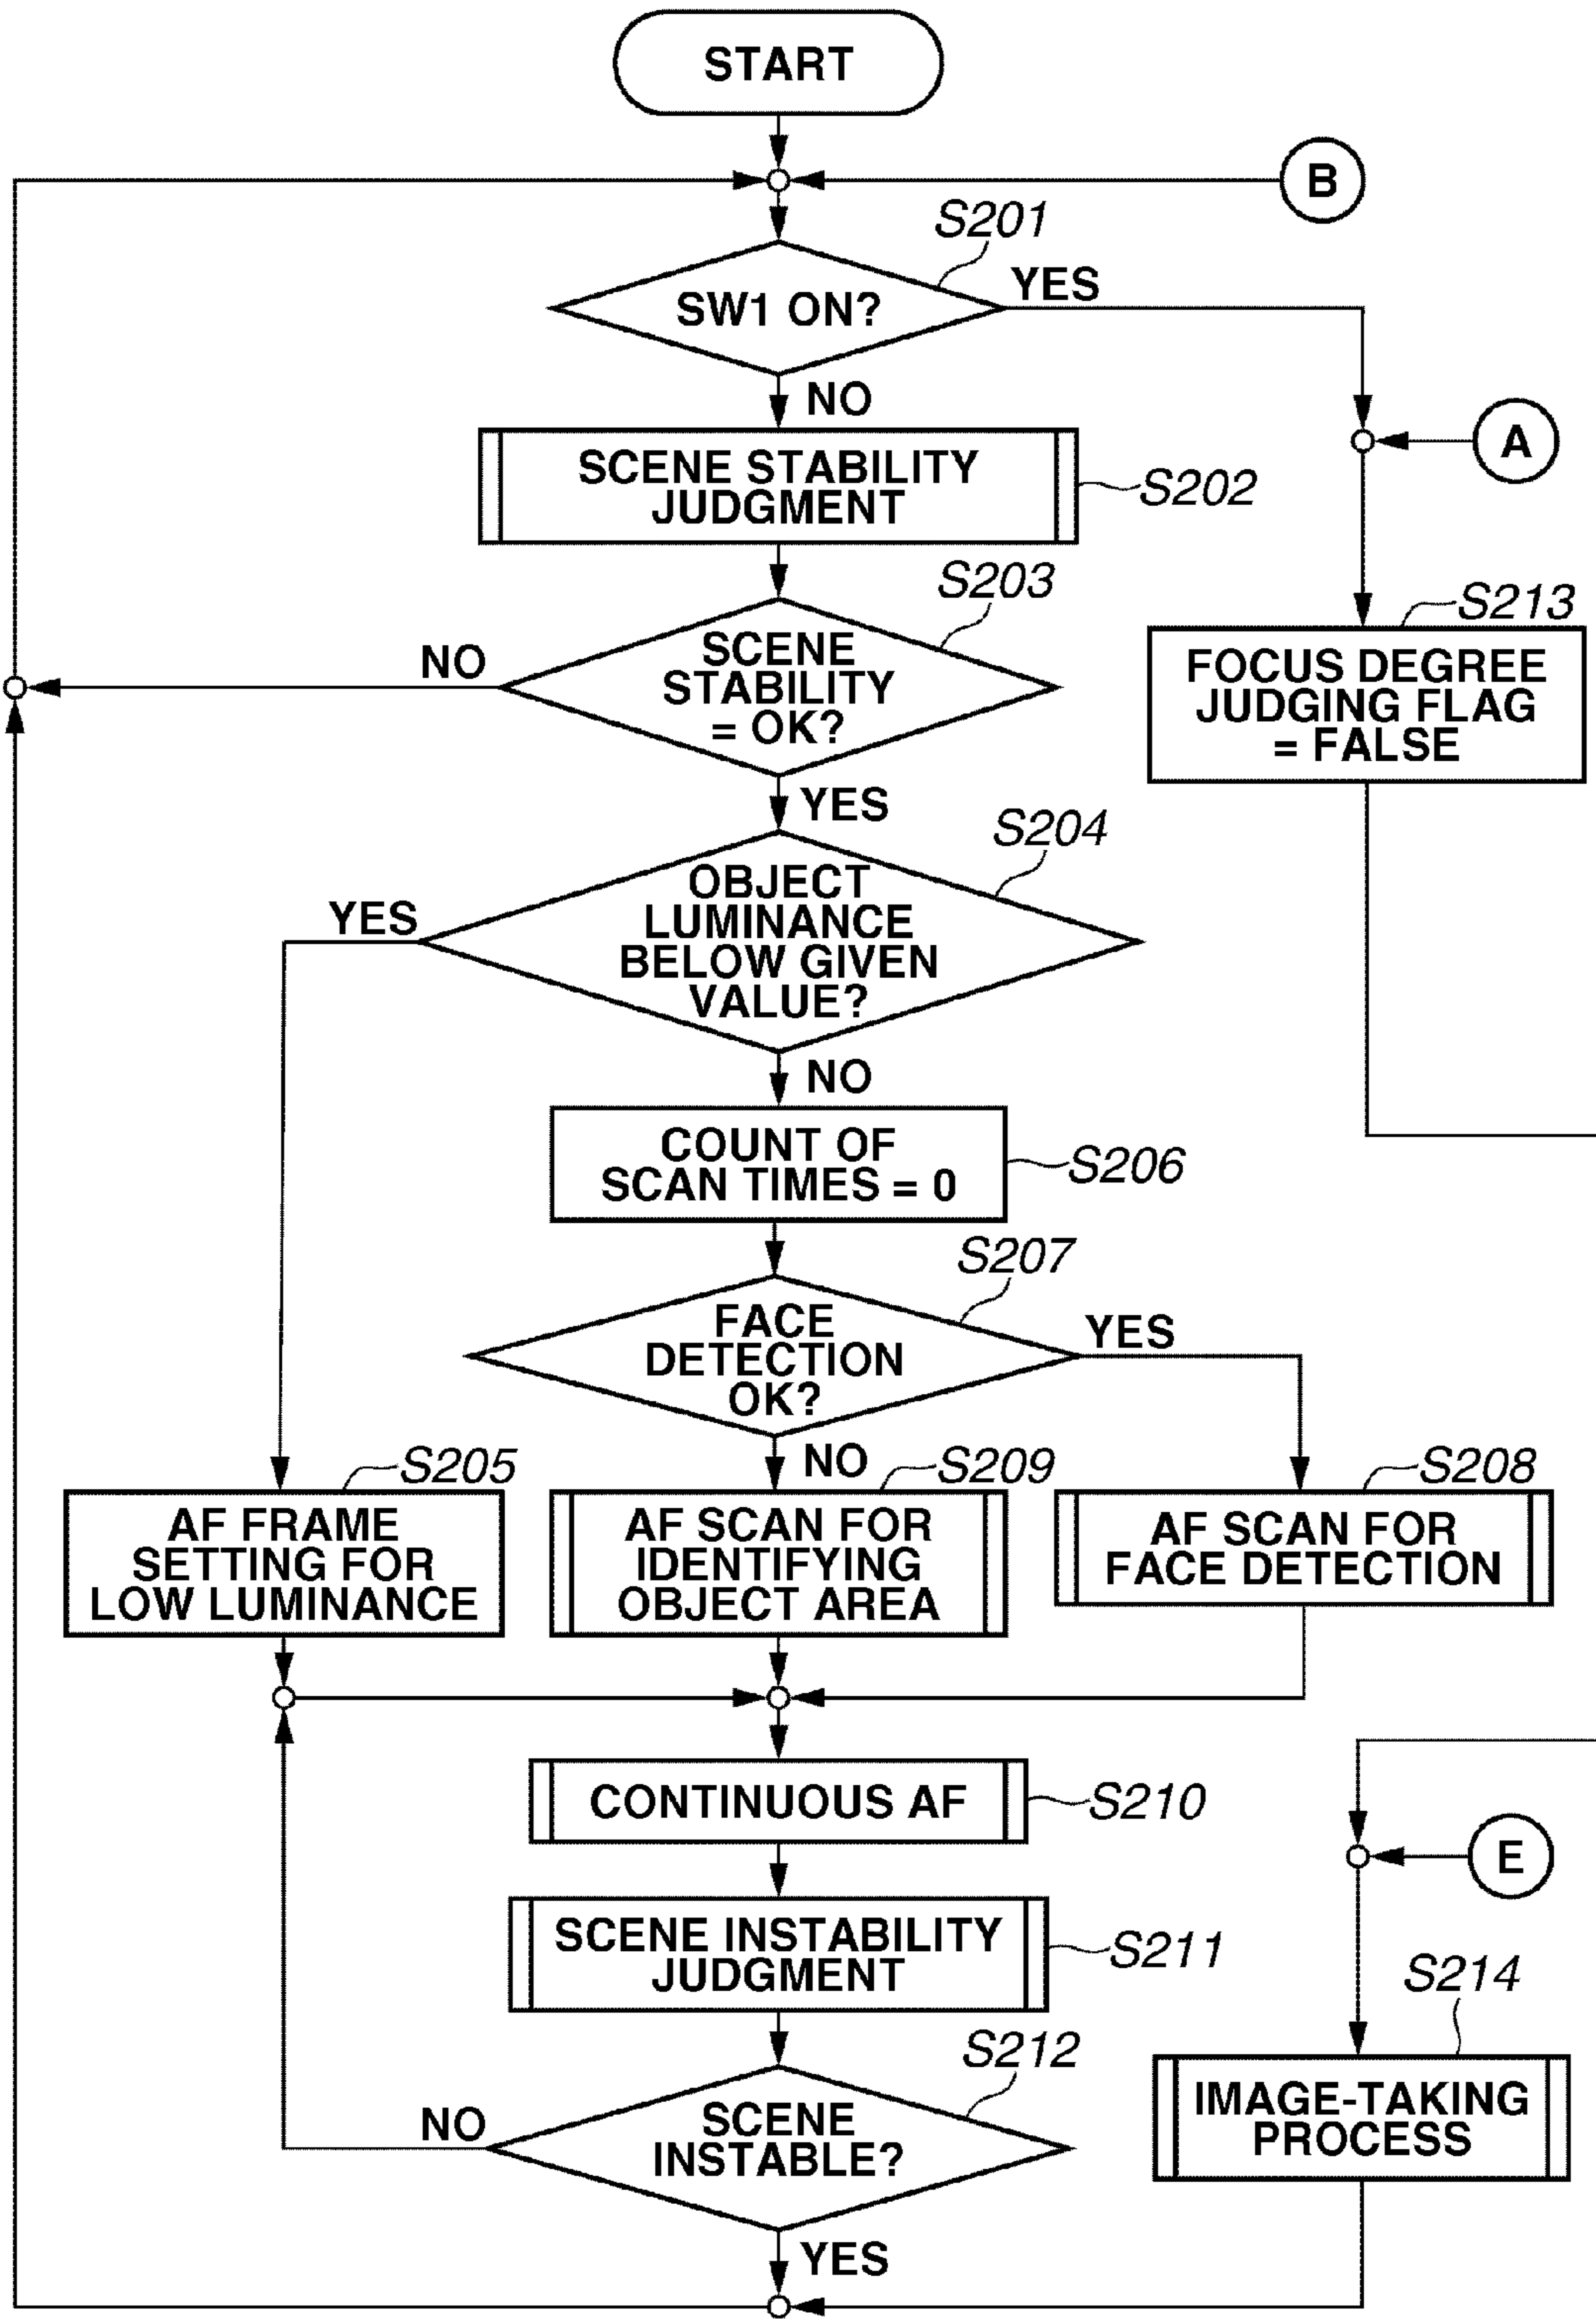 START
B
S201
SW1 ON?
YES
NO
A
SCENE STABILITY
JUDGMENT
S202
S203
SCENE
STABILITY
= OK?
NO
YES
S213
FOCUS DEGREE
JUDGING FLAG
= FALSE
S204
OBJECT
LUMINANCE
BELOW GIVEN
VALUE?
YES
NO
COUNT OF
SCAN TIMES = 0
S206
S207
FACE
DETECTION
OK?
YES
NO
S205
AF FRAME
SETTING FOR
LOW LUMINANCE
S209
AF SCAN FOR
IDENTIFYING
OBJECT AREA
S208
AF SCAN FOR
FACE DETECTION
CONTINUOUS AF
S210
E
SCENE INSTABILITY
JUDGMENT
S211
S212
SCENE
INSTABLE?
NO
YES
S214
IMAGE-TAKING
PROCESS